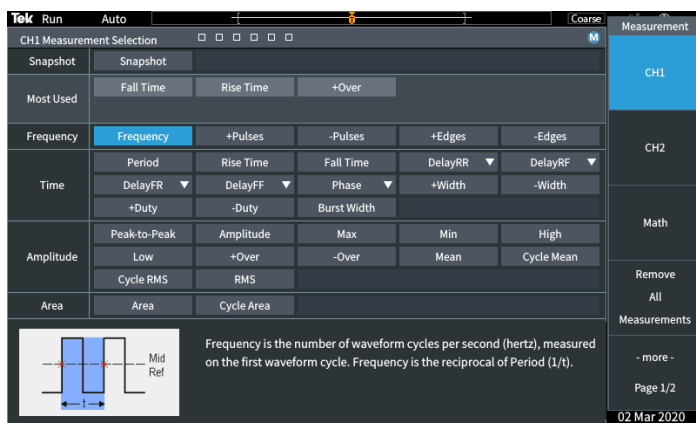 Tek Run Auto Coarse
Measurement
CH1 Measurement Selection M
Snapshot Snapshot
CH1
Most Used Fall Time Rise Time +Over
Frequency Frequency +Pulses -Pulses +Edges -Edges
CH2
Time Period Rise Time Fall Time DelayRR DelayRF
DelayFR DelayFF Phase +Width -Width
+Duty -Duty Burst Width
Math
Amplitude Peak-to-Peak Amplitude Max Min High
Low +Over -Over Mean Cycle Mean
Cycle RMS RMS
Remove
All
Measurements
Area Area Cycle Area
Mid
Ref
t
Frequency is the number of waveform cycles per second (hertz), measured
on the first waveform cycle. Frequency is the reciprocal of Period (1/t).
- more -
Page 1/2
02 Mar 2020